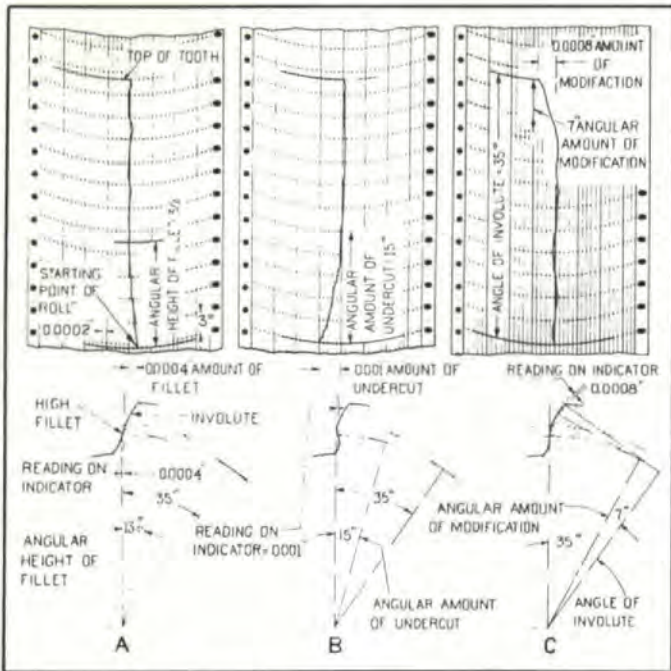 TOP OF TOOTH
STARTING
POINT OF
ROLL
0.0002"
ANGULAR
HEIGHT OF FILLET
3°
ANGULAR
AMOUNT OF
UNDERCUT 15°
0.0008" AMOUNT
OF
MODIFACTION
7° ANGULAR
AMOUNT OF
MODIFICATION
ANGLE OF INVOLUTE = 35°
0.0004 AMOUNT OF
FILLET
.0001 AMOUNT OF
UNDERCUT
READING ON INDICATOR
0.0008"
HIGH
FILLET
INVOLUTE
READING ON
INDICATOR
0.0004"
35°
ANGULAR
HEIGHT OF
FILLET
READING ON
INDICATOR=.0001
35°
15°
ANGULAR AMOUNT
OF UNDERCUT
ANGULAR AMOUNT
OF MODIFICATION
35°
7°
ANGLE OF
INVOLUTE
A
B
C